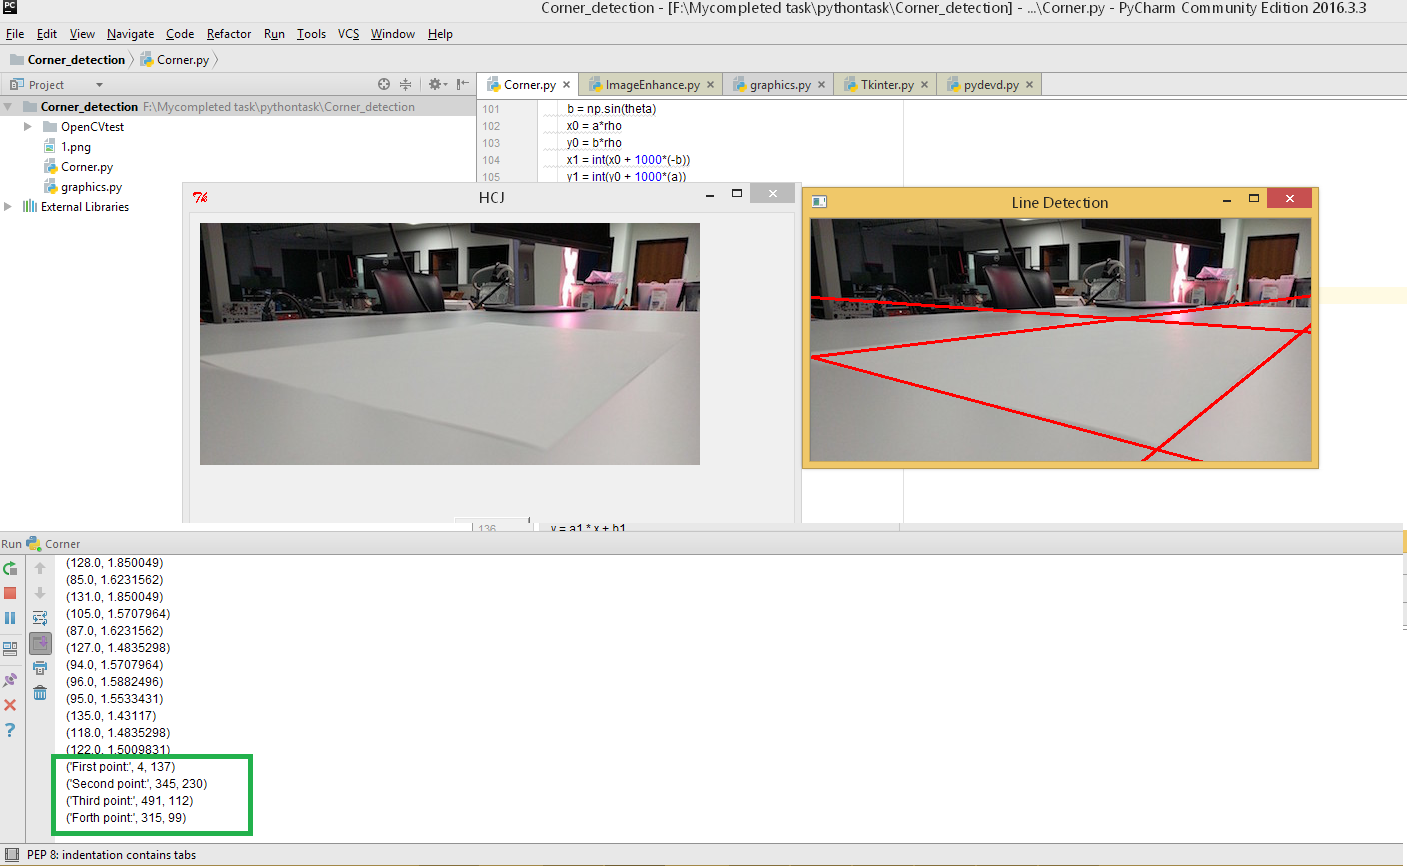 PC
Corner_detection - [F:\Mycompleted task\pythontask\Corner_detection] - ...\Corner.py - PyCharm Community Edition 2016.3.3
File Edit View Navigate Code Refactor Run Tools VCS Window Help
Corner_detection Corner.py
Project
Corner.py ImageEnhance.py graphics.py Tkinter.py pydevd.py
Corner_detection F:\Mycompleted task\pythontask\Corner_detection
OpenCVtest
1.png
Corner.py
graphics.py
External Libraries
101 b = np.sin(theta)
102 x0 = a*rho
103 y0 = b*rho
104 x1 = int(x0 + 1000*(-b))
105 y1 = int(y0 + 1000*(a))
HCJ
Line Detection
136 y = a1 * x + b1
Run Corner
(128.0, 1.850049)
(85.0, 1.6231562)
(131.0, 1.850049)
(105.0, 1.5707964)
(87.0, 1.6231562)
(127.0, 1.4835298)
(94.0, 1.5707964)
(96.0, 1.5882496)
(95.0, 1.5533431)
(135.0, 1.43117)
(118.0, 1.4835298)
(122.0, 1.5009831)
('First point:', 4, 137)
('Second point:', 345, 230)
('Third point:', 491, 112)
('Forth point:', 315, 99)
PEP 8: indentation contains tabs